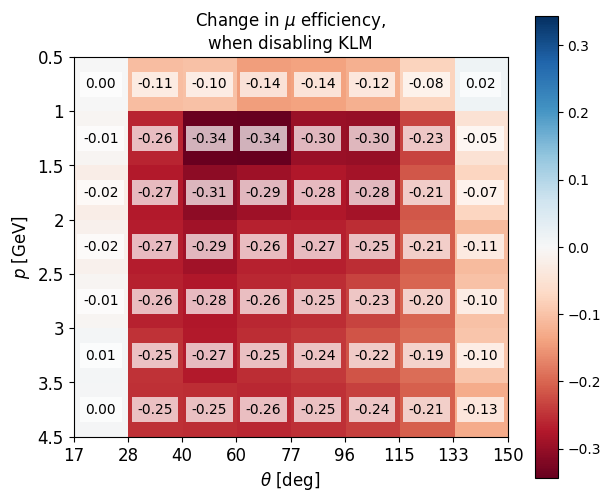 Change in μ efficiency,
when disabling KLM
0.5
0.00 -0.11 -0.10 -0.14 -0.14 -0.12 -0.08 0.02
1
-0.01 -0.26 -0.34 -0.34 -0.30 -0.30 -0.23 -0.05
1.5
-0.02 -0.27 -0.31 -0.29 -0.28 -0.28 -0.21 -0.07
2
-0.02 -0.27 -0.29 -0.26 -0.27 -0.25 -0.21 -0.11
2.5
-0.01 -0.26 -0.28 -0.26 -0.25 -0.23 -0.20 -0.10
3
0.01 -0.25 -0.27 -0.25 -0.24 -0.22 -0.19 -0.10
3.5
0.00 -0.25 -0.25 -0.26 -0.25 -0.24 -0.21 -0.13
4.5
p [GeV]
17 28 40 60 77 96 115 133 150
θ [deg]
0.3
0.2
0.1
0.0
−0.1
−0.2
−0.3